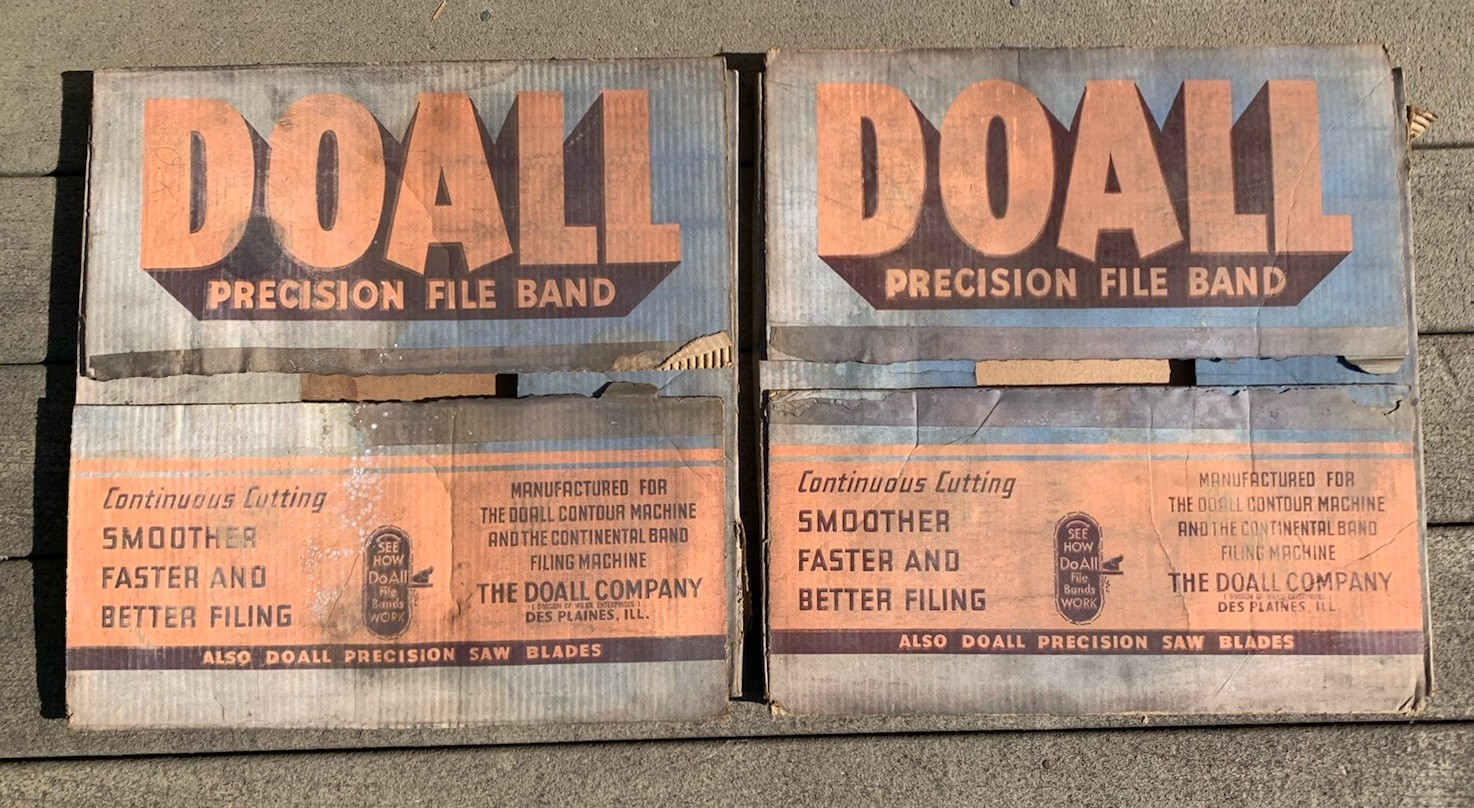 DOALL
PRECISION FILE BAND
Continuous Cutting
SMOOTHER
FASTER AND
BETTER FILING
SEE
HOW
DoAll
File
Bands
WORK
MANUFACTURED FOR
THE DOALL CONTOUR MACHINE
AND THE CONTINENTAL BAND
FILING MACHINE
THE DOALL COMPANY
( DIVISION OF WILKIE ENTERPRISES )
DES PLAINES, ILL.
ALSO DOALL PRECISION SAW BLADES
DOALL
PRECISION FILE BAND
Continuous Cutting
SMOOTHER
FASTER AND
BETTER FILING
SEE
HOW
DoAll
File
Bands
WORK
MANUFACTURED FOR
THE DOALL CONTOUR MACHINE
AND THE CONTINENTAL BAND
FILING MACHINE
THE DOALL COMPANY
DES PLAINES, ILL.
ALSO DOALL PRECISION SAW BLADES